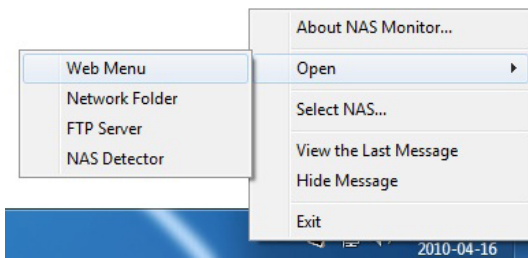 About NAS Monitor...
Open
Select NAS...
View the Last Message
Hide Message
Exit
Web Menu
Network Folder
FTP Server
NAS Detector
2010-04-16